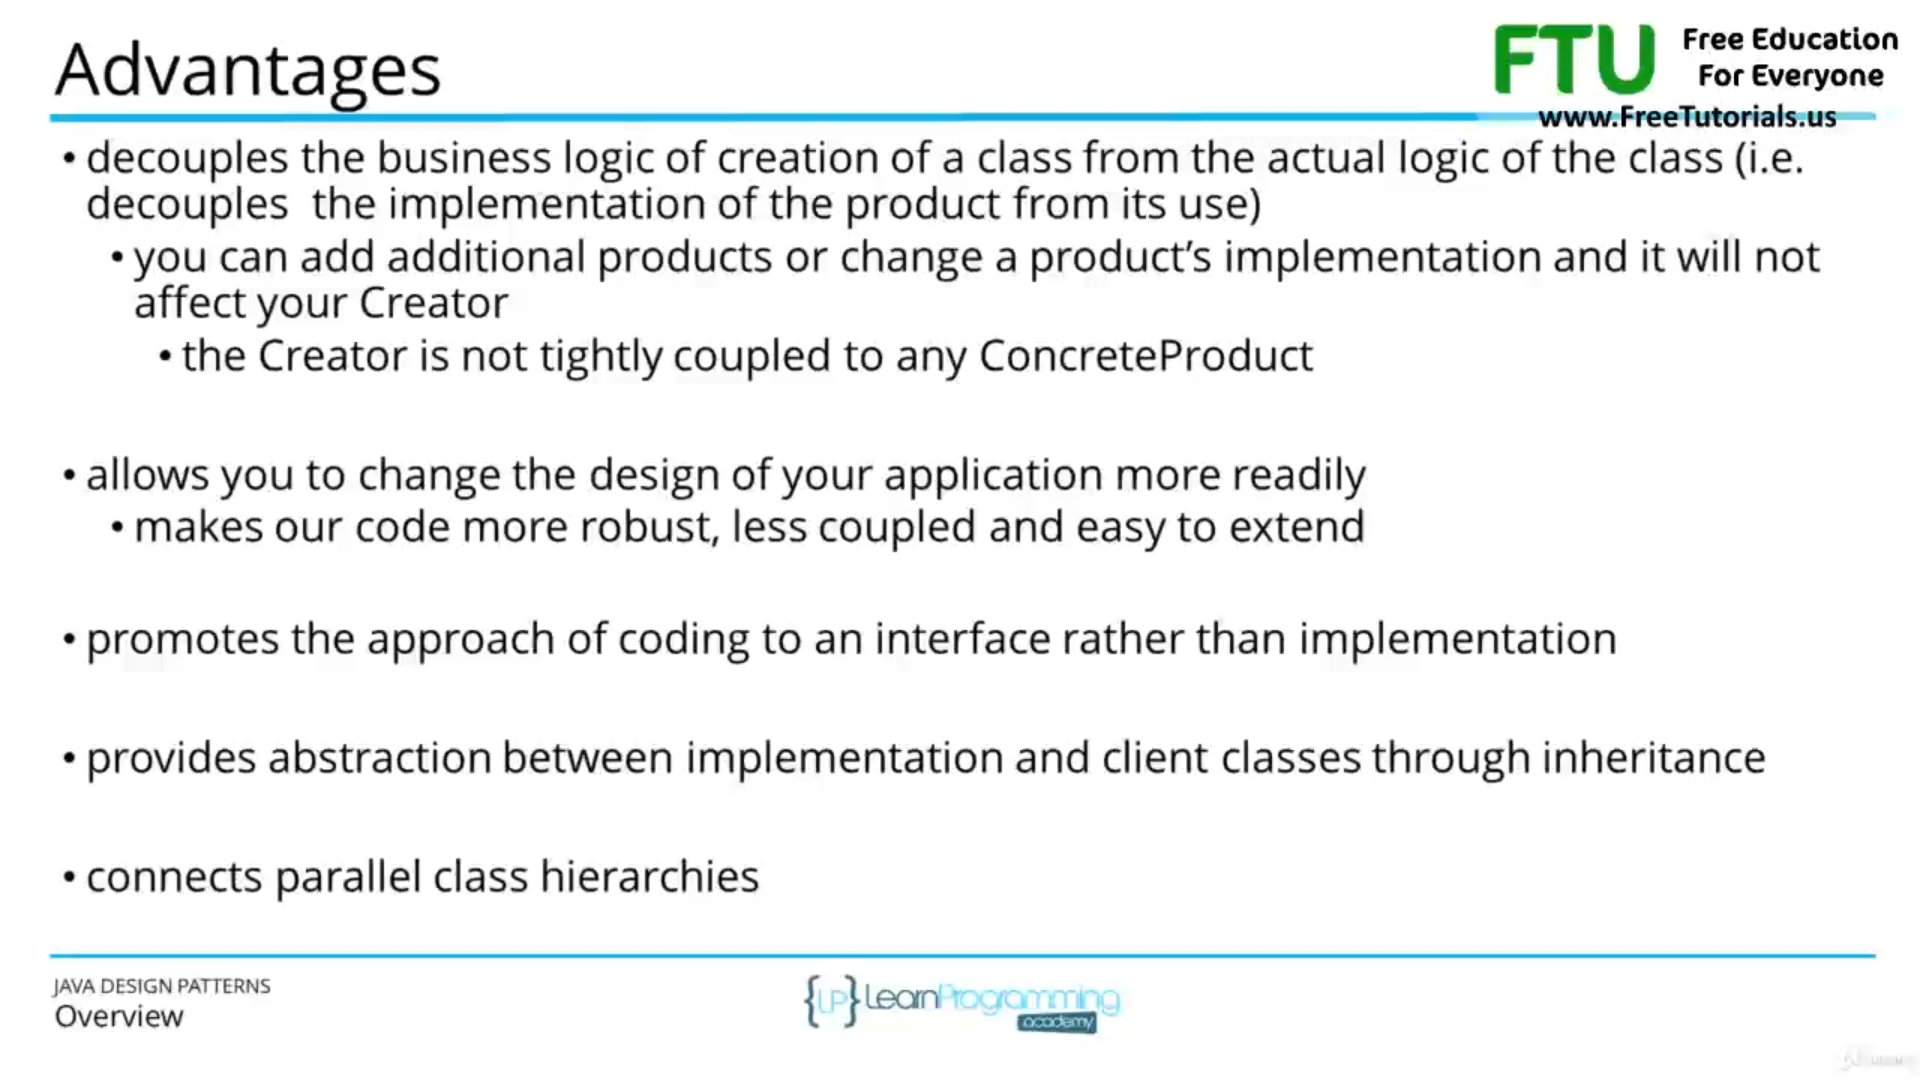 Advantages
FTU Free Education
For Everyone
www.FreeTutorials.us
• decouples the business logic of creation of a class from the actual logic of the class (i.e.
decouples  the implementation of the product from its use)
• you can add additional products or change a product’s implementation and it will not
affect your Creator
• the Creator is not tightly coupled to any ConcreteProduct
• allows you to change the design of your application more readily
• makes our code more robust, less coupled and easy to extend
• promotes the approach of coding to an interface rather than implementation
• provides abstraction between implementation and client classes through inheritance
• connects parallel class hierarchies
JAVA DESIGN PATTERNS
Overview
{LP} LearnProgramming
academy